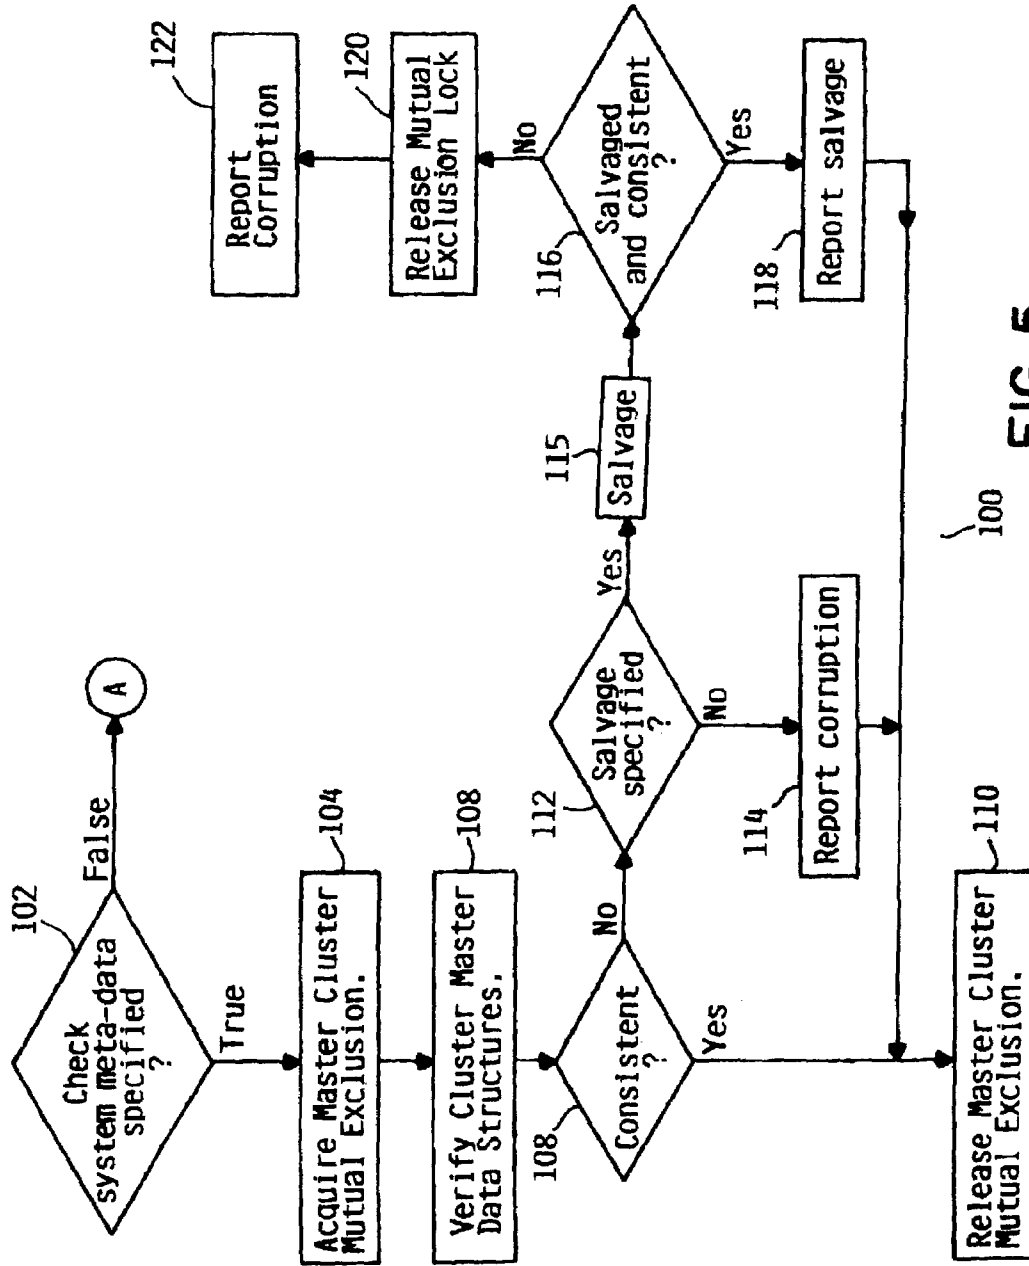 102
Check
system meta-data
specified
?
False
A
True
Acquire Master Cluster
Mutual Exclusion.
104
Verify Cluster Master
Data Structures.
108
108
Consistent
?
No
Yes
112
Salvage
specified
?
Yes
No
114
Report corruption
115
Salvage
116
Salvaged
and consistent
?
No
Yes
120
Release Mutual
Exclusion Lock
122
Report
Corruption
118
Report salvage
110
Release Master Cluster
Mutual Exclusion.
100
FIG. 5